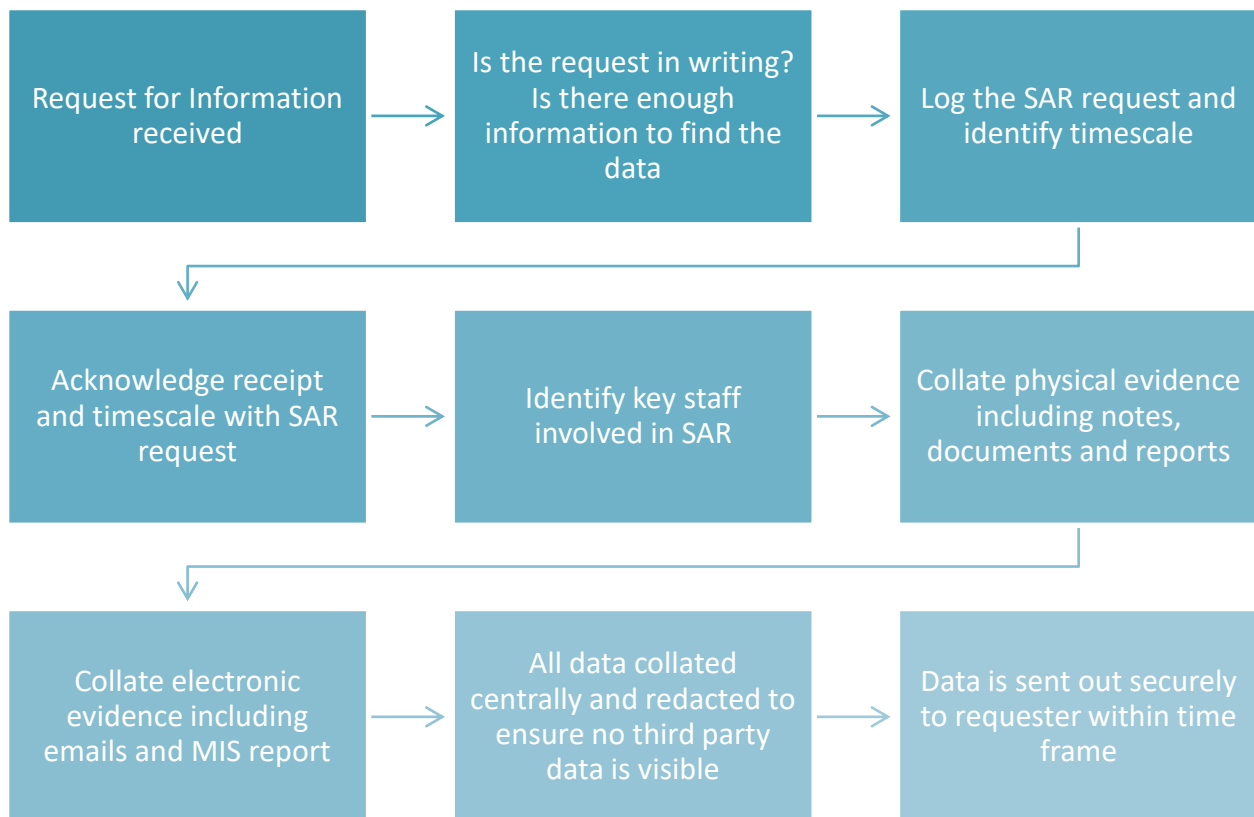 Request for Information
received
Is the request in writing?
Is there enough
information to find the
data
Log the SAR request and
identify timescale
Acknowledge receipt
and timescale with SAR
request
Identify key staff
involved in SAR
Collate physical evidence
including notes,
documents and reports
Collate electronic
evidence including
emails and MIS report
All data collated
centrally and redacted to
ensure no third party
data is visible
Data is sent out securely
to requester within time
frame